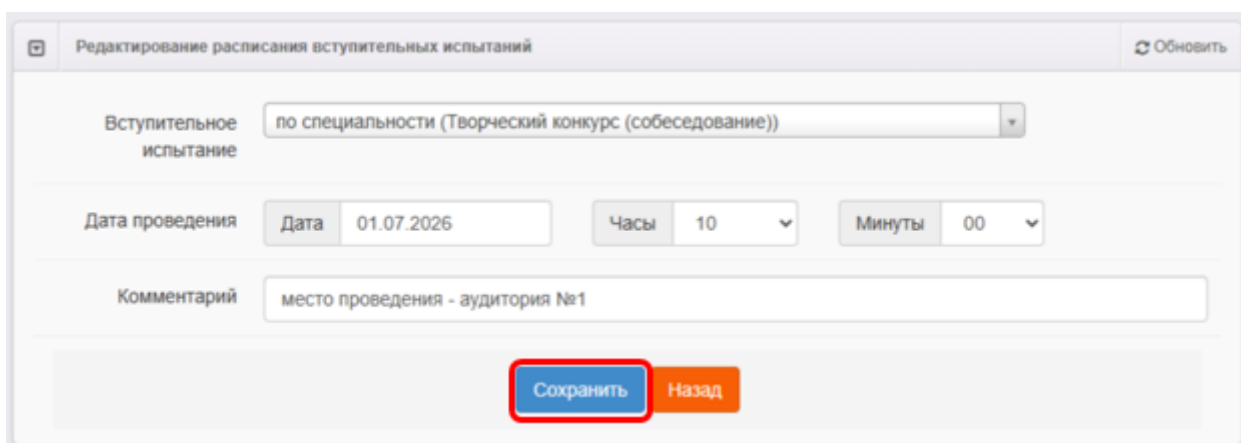 Редактирование расписания вступительных испытаний
Обновить
Вступительное испытание
по специальности (Творческий конкурс (собеседование))
Дата проведения
Дата 01.07.2026 Часы 10 Минуты 00
Комментарий
место проведения - аудитория №1
Сохранить Назад